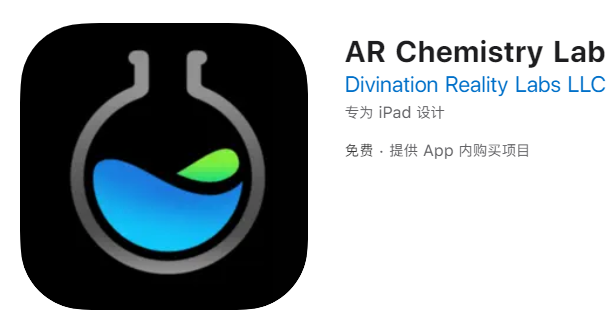 AR Chemistry Lab
Divination Reality Labs LLC
专为 iPad 设计
免费 · 提供 App 内购买项目